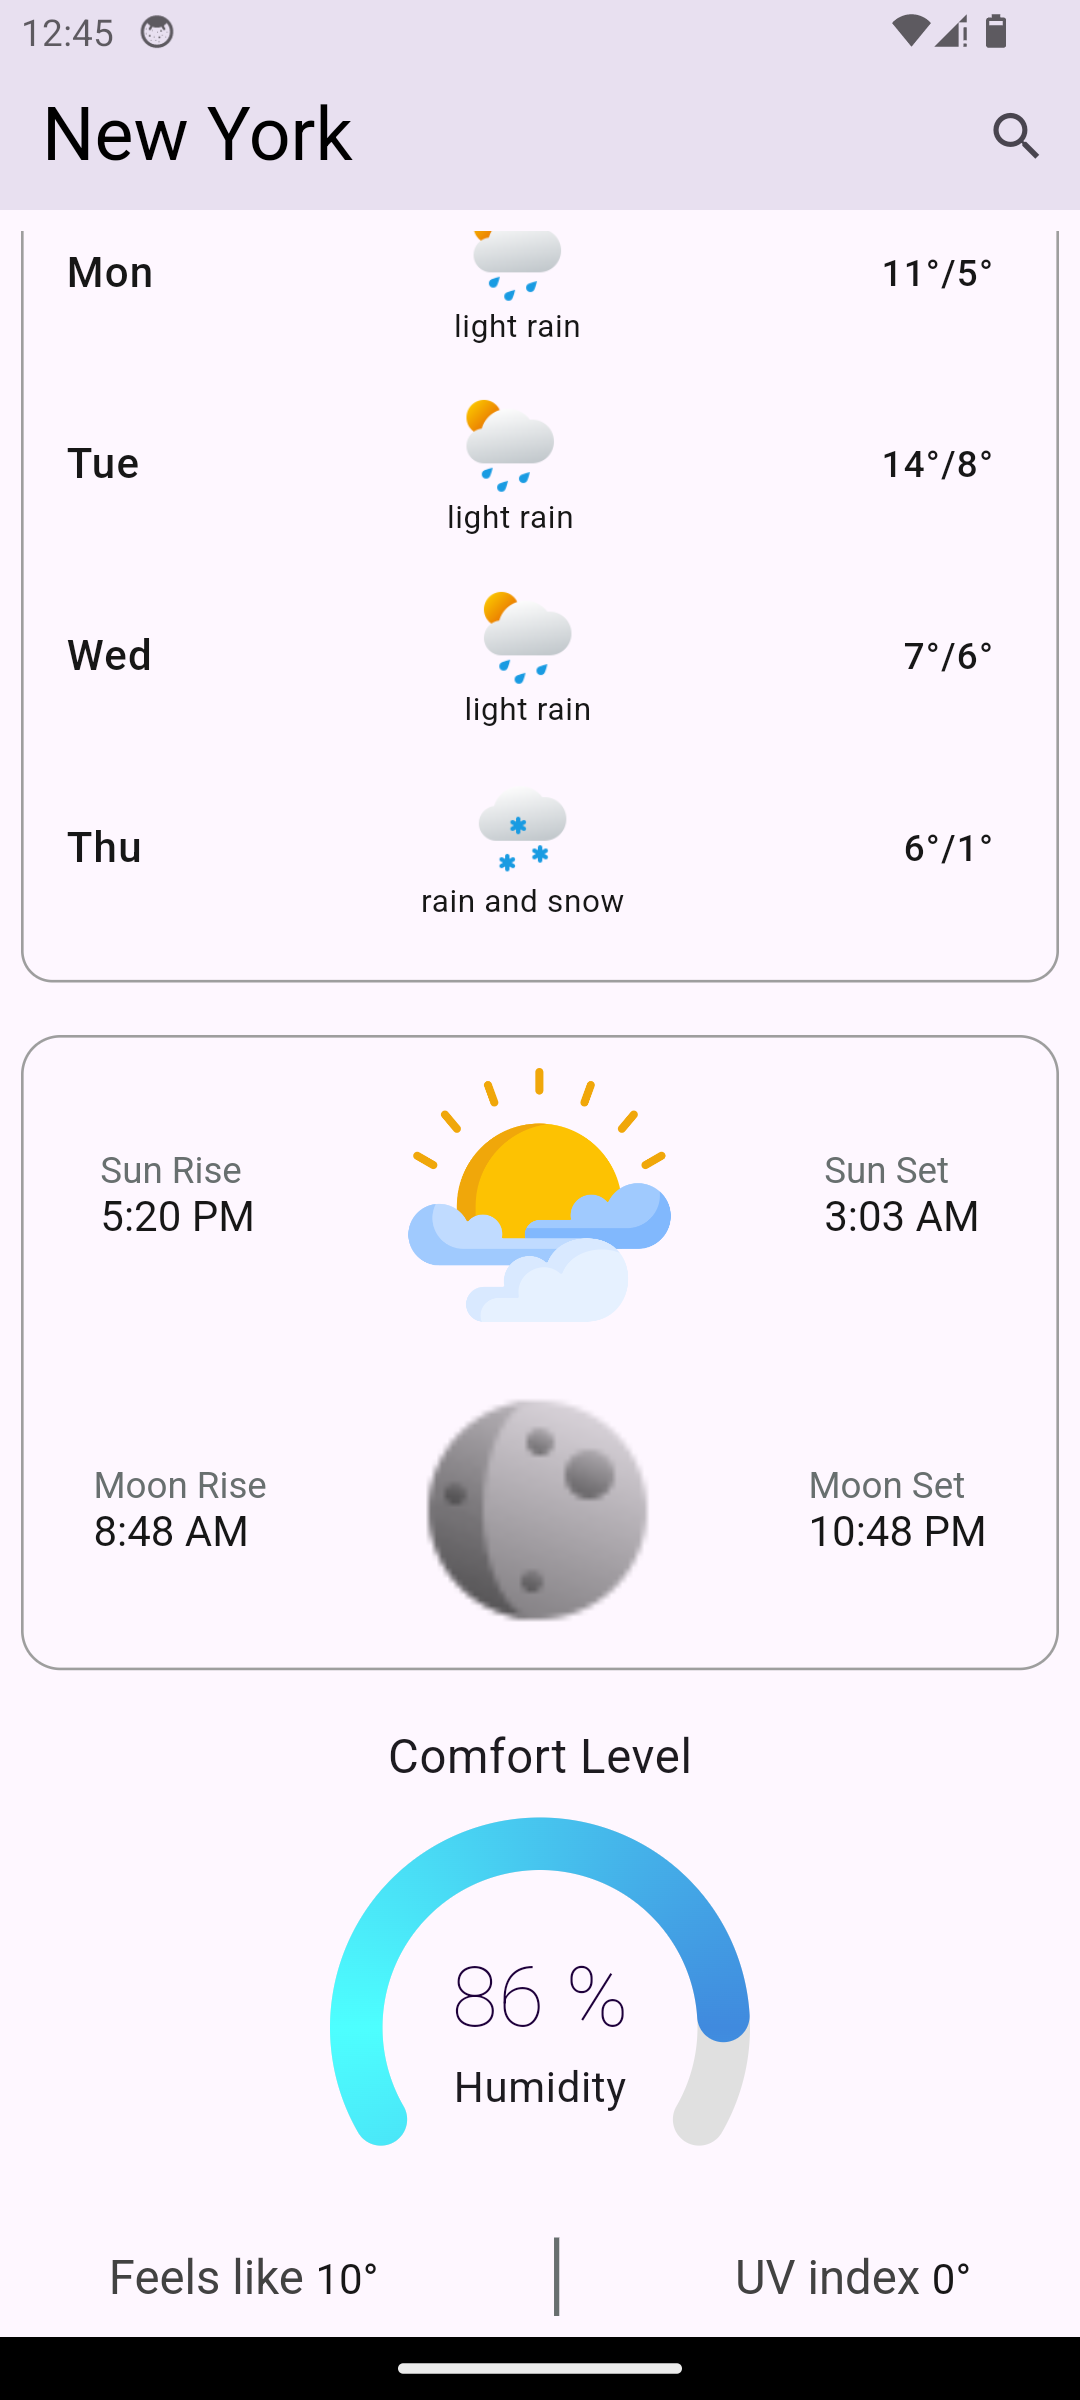 12:45
New York
Mon 11°/5°
light rain
Tue 14°/8°
light rain
Wed 7°/6°
light rain
Thu 6°/1°
rain and snow
Sun Rise Sun Set
5:20 PM 3:03 AM
Moon Rise Moon Set
8:48 AM 10:48 PM
Comfort Level
86 %
Humidity
Feels like 10° UV index 0°